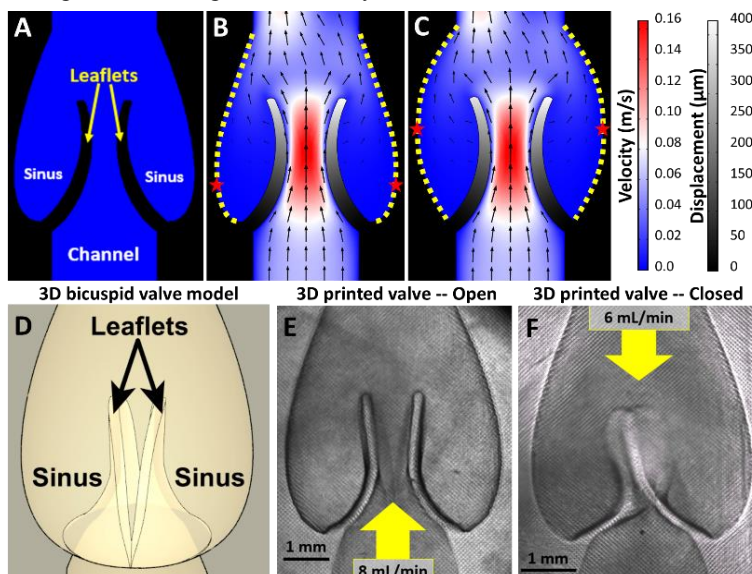 A
Leaflets
Sinus
Sinus
Channel
B
C
Velocity (m/s)
0.16
0.14
0.12
0.10
0.08
0.06
0.04
0.02
0.0
Displacement (µm)
400
350
300
250
200
150
100
50
0
3D bicuspid valve model
3D printed valve -- Open
3D printed valve -- Closed
D
Leaflets
Sinus
Sinus
E
1 mm
8 mL/min
F
6 mL/min
1 mm